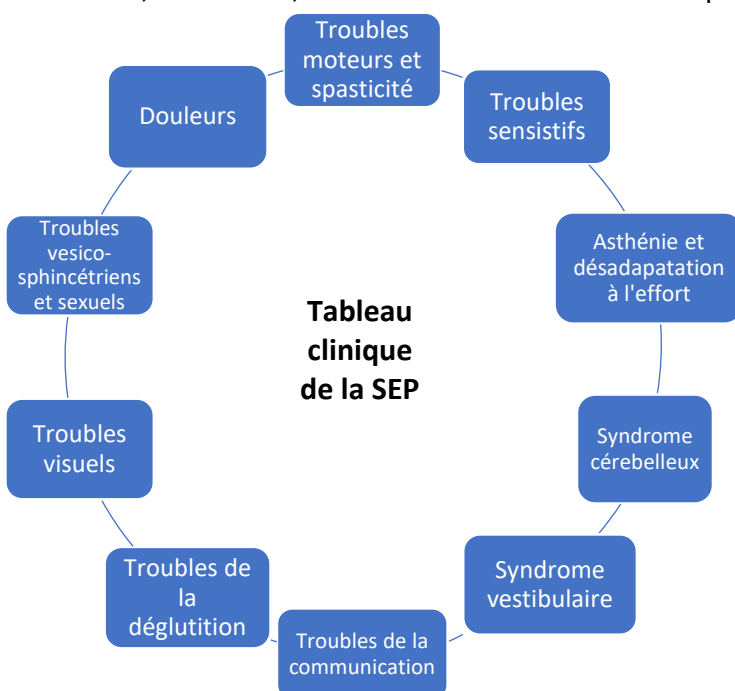 Troubles
moteurs et
spasticité
Troubles
sensistifs
Asthénie et
désadapatation
à l'effort
Syndrome
cérebelleux
Syndrome
vestibulaire
Troubles de la
communication
Troubles de
la
déglutition
Troubles
visuels
Troubles
vesico-
sphinctériens
et sexuels
Douleurs
Tableau
clinique
de la SEP